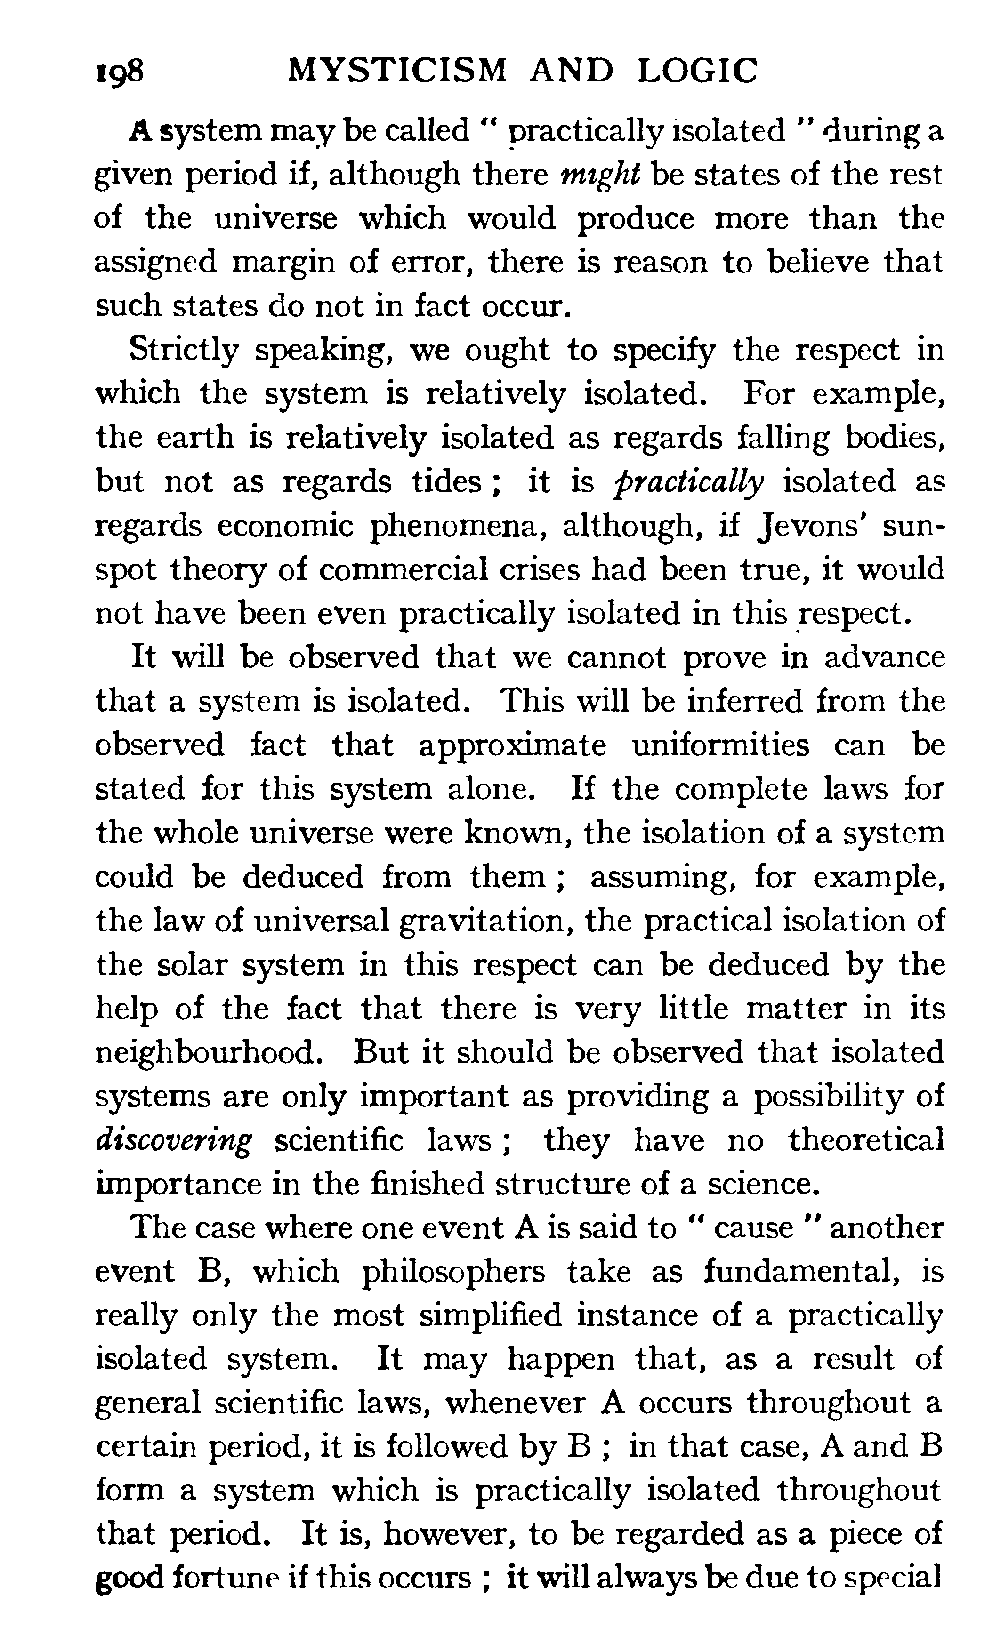 198 MYSTICISM AND LOGIC
A system may be called " practically isolated " during a
given period if, although there might be states of the rest
of the universe which would produce more than the
assigned margin of error, there is reason to believe that
such states do not in fact occur.
Strictly speaking, we ought to specify the respect in
which the system is relatively isolated. For example,
the earth is relatively isolated as regards falling bodies,
but not as regards tides ; it is practically isolated as
regards economic phenomena, although, if Jevons' sun-
spot theory of commercial crises had been true, it would
not have been even practically isolated in this respect.
It will be observed that we cannot prove in advance
that a system is isolated. This will be inferred from the
observed fact that approximate uniformities can be
stated for this system alone. If the complete laws for
the whole universe were known, the isolation of a system
could be deduced from them ; assuming, for example,
the law of universal gravitation, the practical isolation of
the solar system in this respect can be deduced by the
help of the fact that there is very little matter in its
neighbourhood. But it should be observed that isolated
systems are only important as providing a possibility of
discovering scientific laws ; they have no theoretical
importance in the finished structure of a science.
The case where one event A is said to " cause " another
event B, which philosophers take as fundamental, is
really only the most simplified instance of a practically
isolated system. It may happen that, as a result of
general scientific laws, whenever A occurs throughout a
certain period, it is followed by B ; in that case, A and B
form a system which is practically isolated throughout
that period. It is, however, to be regarded as a piece of
good fortune if this occurs ; it will always be due to special